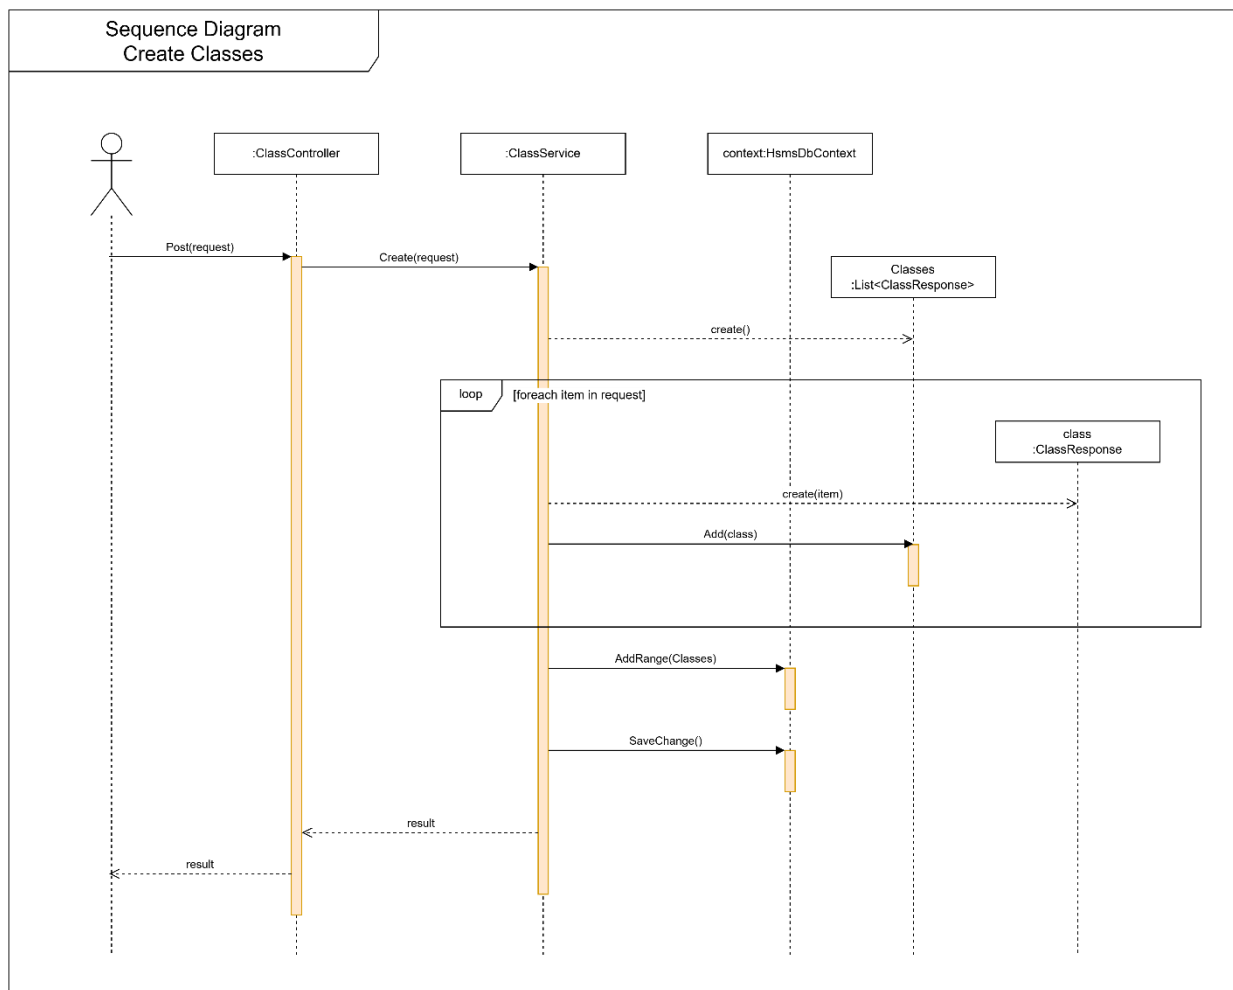 Sequence Diagram
Create Classes
:ClassController
:ClassService
context:HsmsDbContext
Post(request)
Create(request)
Classes
:List<ClassResponse>
create()
loop
[foreach item in request]
class
:ClassResponse
create(item)
Add(class)
AddRange(Classes)
SaveChange()
result
result